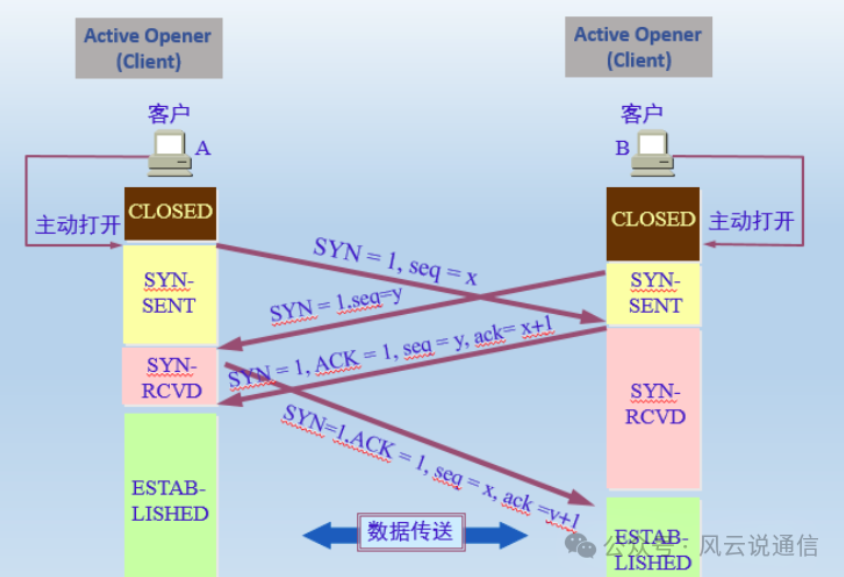 Active Opener
(Client)
Active Opener
(Client)
客户
A
客户
B
主动打开
CLOSED
CLOSED
主动打开
SYN = 1, seq = x
SYN-
SENT
SYN-
SENT
SYN = 1.seq=y
SYN = 1, ACK = 1, seq = y, ack= x+1
SYN-
RCVD
SYN-
RCVD
SYN=1.ACK = 1, seq = x, ack =y+1
ESTAB-
LISHED
数据传送
ESTAB-
LISHED
公众号 · 风云说通信